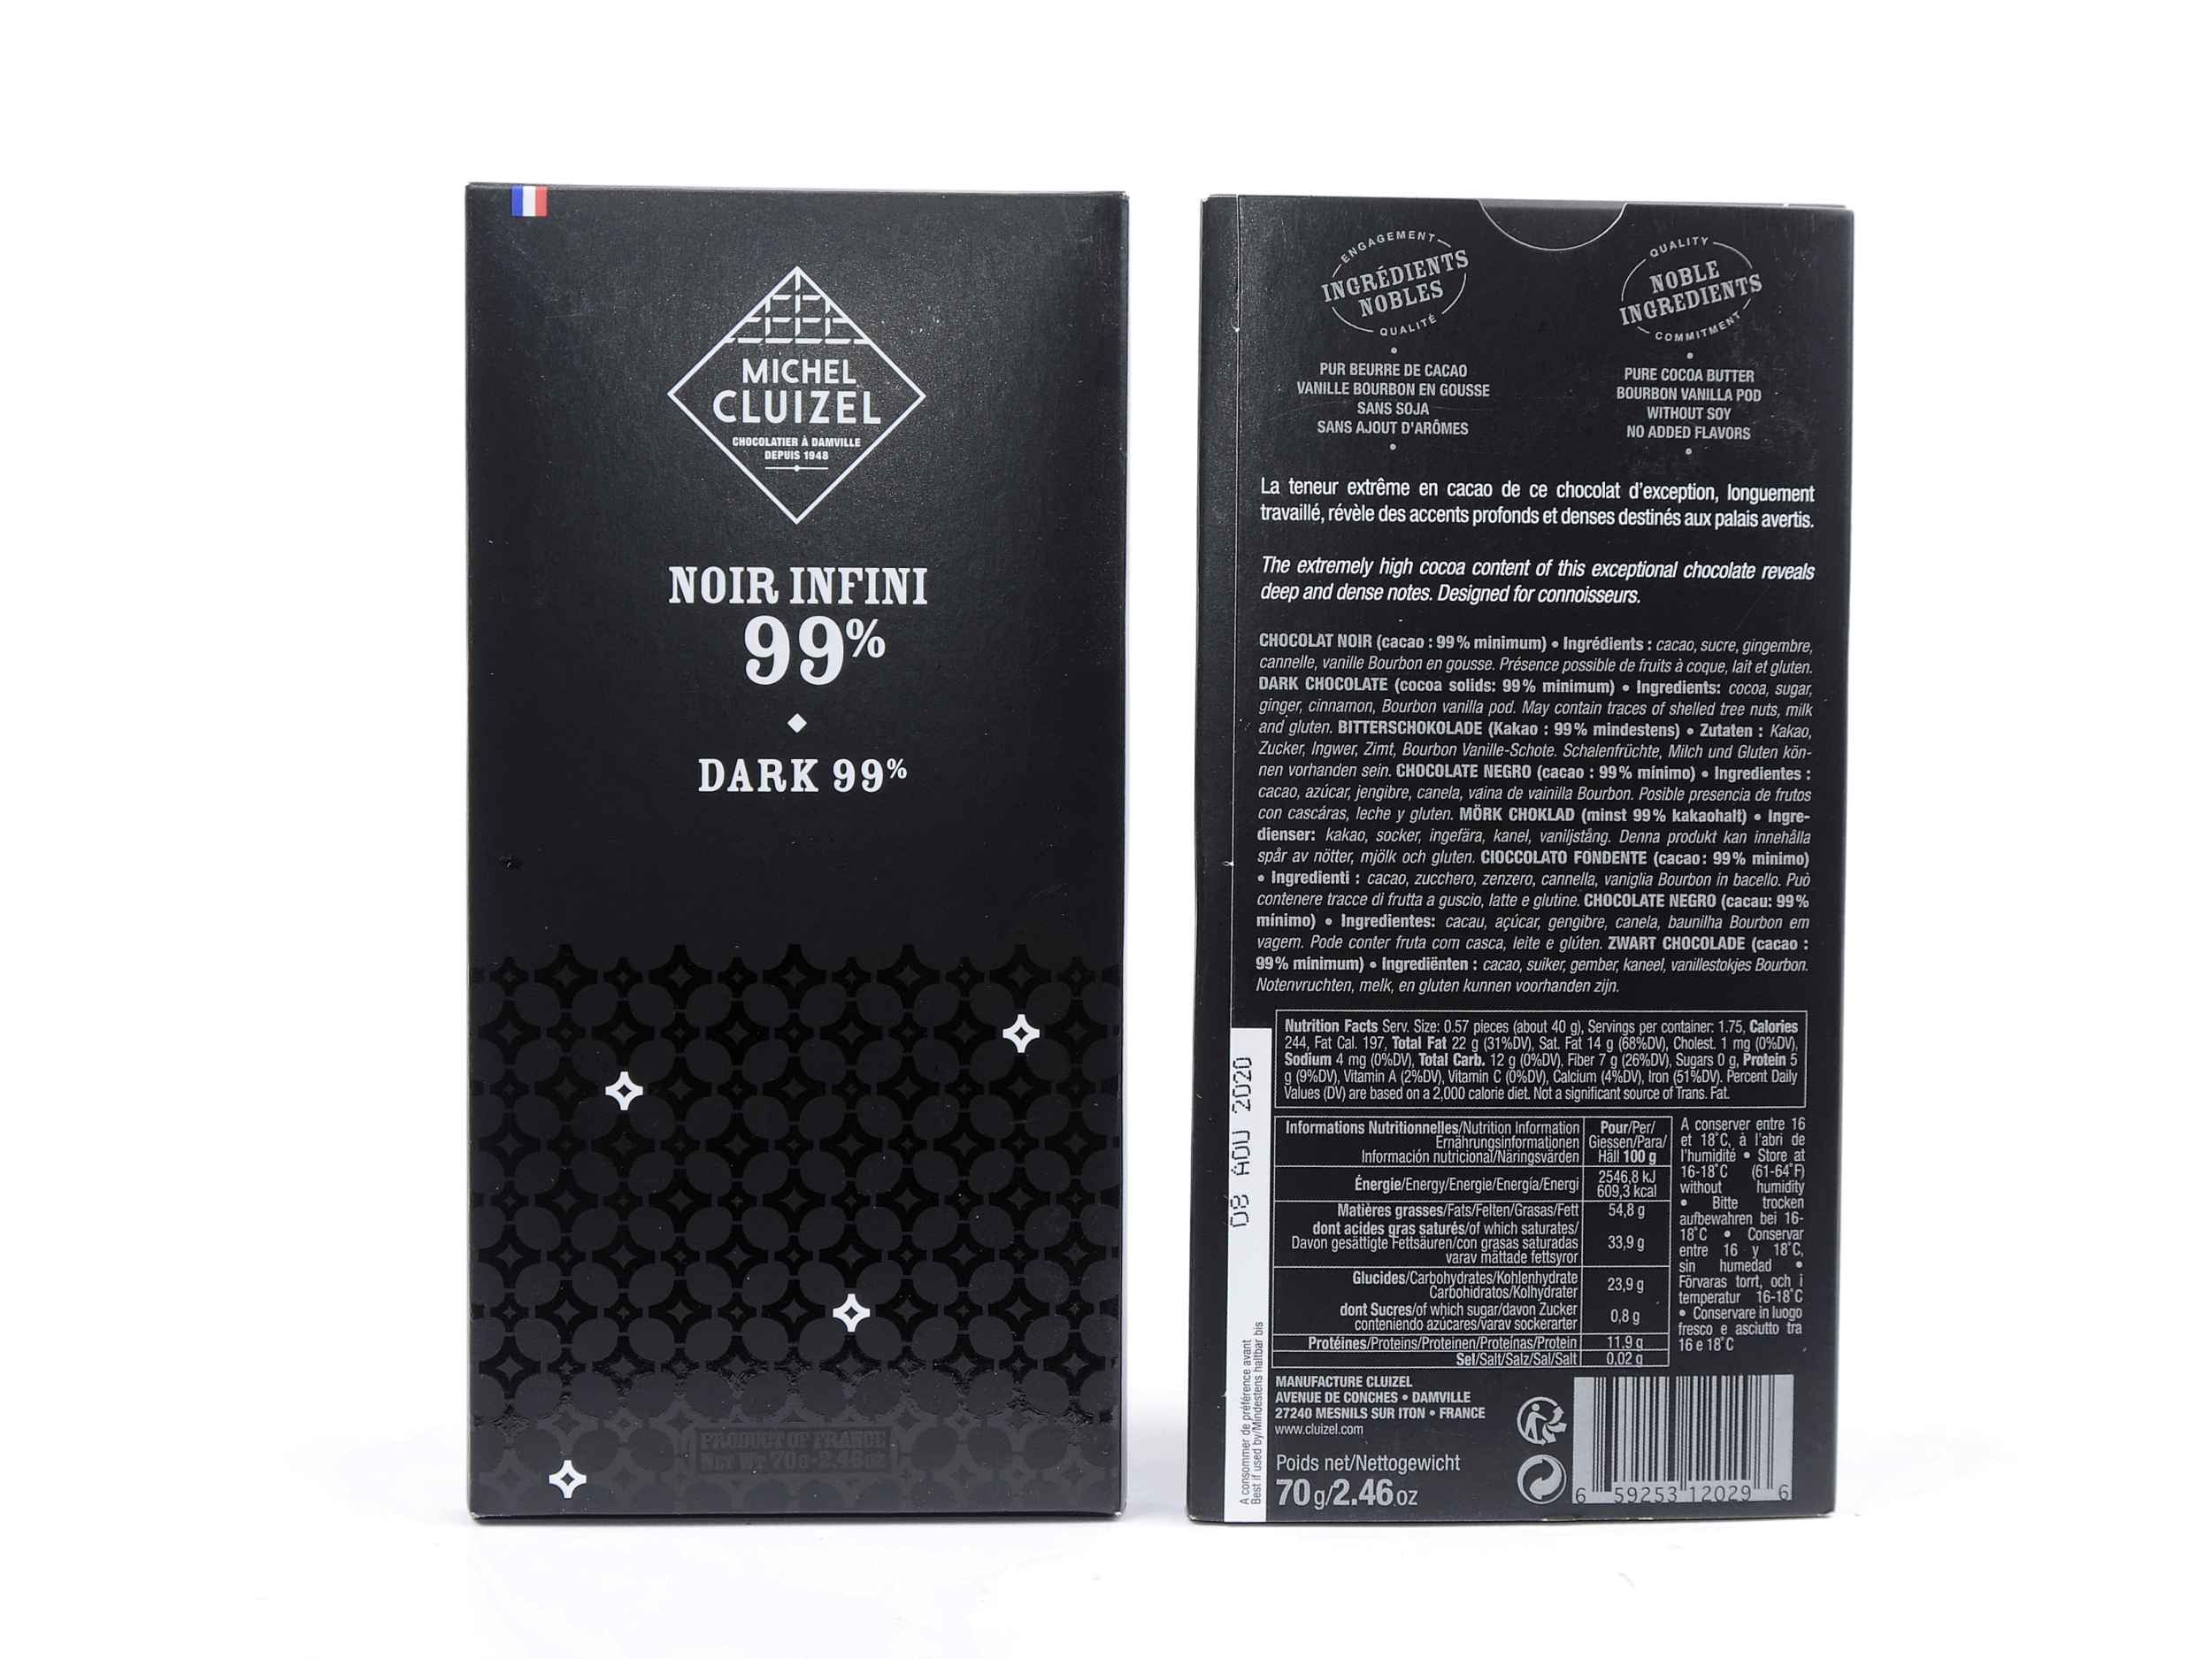 MICHEL
CLUIZEL
CHOCOLATIER À DAMVILLE
DEPUIS 1948
NOIR INFINI
99%
DARK 99%
PRODUCT OF FRANCE
NET WT 70g-2.46oz
ENGAGEMENT
INGRÉDIENTS
NOBLES
QUALITÉ
PUR BEURRE DE CACAO
VANILLE BOURBON EN GOUSSE
SANS SOJA
SANS AJOUT D'ARÔMES
QUALITY
NOBLE
INGREDIENTS
COMMITMENT
PURE COCOA BUTTER
BOURBON VANILLA POD
WITHOUT SOY
NO ADDED FLAVORS
La teneur extrême en cacao de ce chocolat d'exception, longuement
travaillé, révèle des accents profonds et denses destinés aux palais avertis.
The extremely high cocoa content of this exceptional chocolate reveals
deep and dense notes. Designed for connoisseurs.
CHOCOLAT NOIR (cacao : 99% minimum) • Ingrédients : cacao, sucre, gingembre,
cannelle, vanille Bourbon en gousse. Présence possible de fruits à coque, lait et gluten.
DARK CHOCOLATE (cocoa solids: 99% minimum) • Ingredients: cocoa, sugar,
ginger, cinnamon, Bourbon vanilla pod. May contain traces of shelled tree nuts, milk
and gluten. BITTERSCHOKOLADE (Kakao : 99% mindestens) • Zutaten : Kakao,
Zucker, Ingwer, Zimt, Bourbon Vanille-Schote. Schalenfrüchte, Milch und Gluten kön-
nen vorhanden sein. CHOCOLATE NEGRO (cacao : 99% mínimo) • Ingredientes :
cacao, azúcar, jengibre, canela, vaina de vainilla Bourbon. Posible presencia de frutos
con cascáras, leche y gluten. MÖRK CHOKLAD (minst 99% kakaohalt) • Ingre-
dienser: kakao, socker, ingefära, kanel, vaniljstång. Denna produkt kan innehålla
spår av nötter, mjölk och gluten. CIOCCOLATO FONDENTE (cacao: 99% minimo)
• Ingredienti : cacao, zucchero, zenzero, cannella, vaniglia Bourbon in bacello. Può
contenere tracce di frutta a guscio, latte e glutine. CHOCOLATE NEGRO (cacau: 99%
mínimo) • Ingredientes: cacau, açúcar, gengibre, canela, baunilha Bourbon em
vagem. Pode conter fruta com casca, leite e glúten. ZWART CHOCOLADE (cacao :
99% minimum) • Ingrediënten : cacao, suiker, gember, kaneel, vanillestokjes Bourbon.
Notenvruchten, melk, en gluten kunnen voorhanden zijn.
Nutrition Facts Serv. Size: 0.57 pieces (about 40 g), Servings per container: 1.75, Calories
244, Fat Cal. 197, Total Fat 22 g (31%DV), Sat. Fat 14 g (68%DV), Cholest. 1 mg (0%DV),
Sodium 4 mg (0%DV), Total Carb. 12 g (0%DV), Fiber 7 g (26%DV), Sugars 0 g, Protein 5
g (9%DV), Vitamin A (2%DV), Vitamin C (0%DV), Calcium (4%DV), Iron (51%DV). Percent Daily
Values (DV) are based on a 2,000 calorie diet. Not a significant source of Trans. Fat.
Informations Nutritionnelles/Nutrition Information
Ernährungsinformationen
Información nutricional/Näringsvärden
Pour/Per/
Giessen/Para/
Häll 100 g
Énergie/Energy/Energie/Energía/Energi
2546,8 kJ
609,3 kcal
Matières grasses/Fats/Felten/Grasas/Fett
54,8 g
dont acides gras saturés/of which saturates/
Davon gesättigte Fettsäuren/con grasas saturadas
varav mättade fettsyror
33,9 g
Glucides/Carbohydrates/Kohlenhydrate
Carbohidratos/Kolhydrater
23,9 g
dont Sucres/of which sugar/davon Zucker
conteniendo azúcares/varav sockerarter
0,8 g
Protéines/Proteins/Proteinen/Proteínas/Protein
11,9 g
Sel/Salt/Salz/Sal/Salt
0,02 g
A conserver entre 16
et 18°C, à l'abri de
l'humidité • Store at
16-18°C (61-64°F)
without humidity
• Bitte trocken
aufbewahren bei 16-
18°C • Conservar
entre 16 y 18°C,
sin humedad •
Förvaras torrt, och i
temperatur 16-18°C
• Conservare in luogo
fresco e asciutto tra
16 e 18°C
08 AOU 2020
A consommer de préférence avant
Best if used by/Mindestens haltbar bis
MANUFACTURE CLUIZEL
AVENUE DE CONCHES • DAMVILLE
27240 MESNILS SUR ITON • FRANCE
www.cluizel.com
Poids net/Nettogewicht
70g/2.46oz
6 59253 12029 6